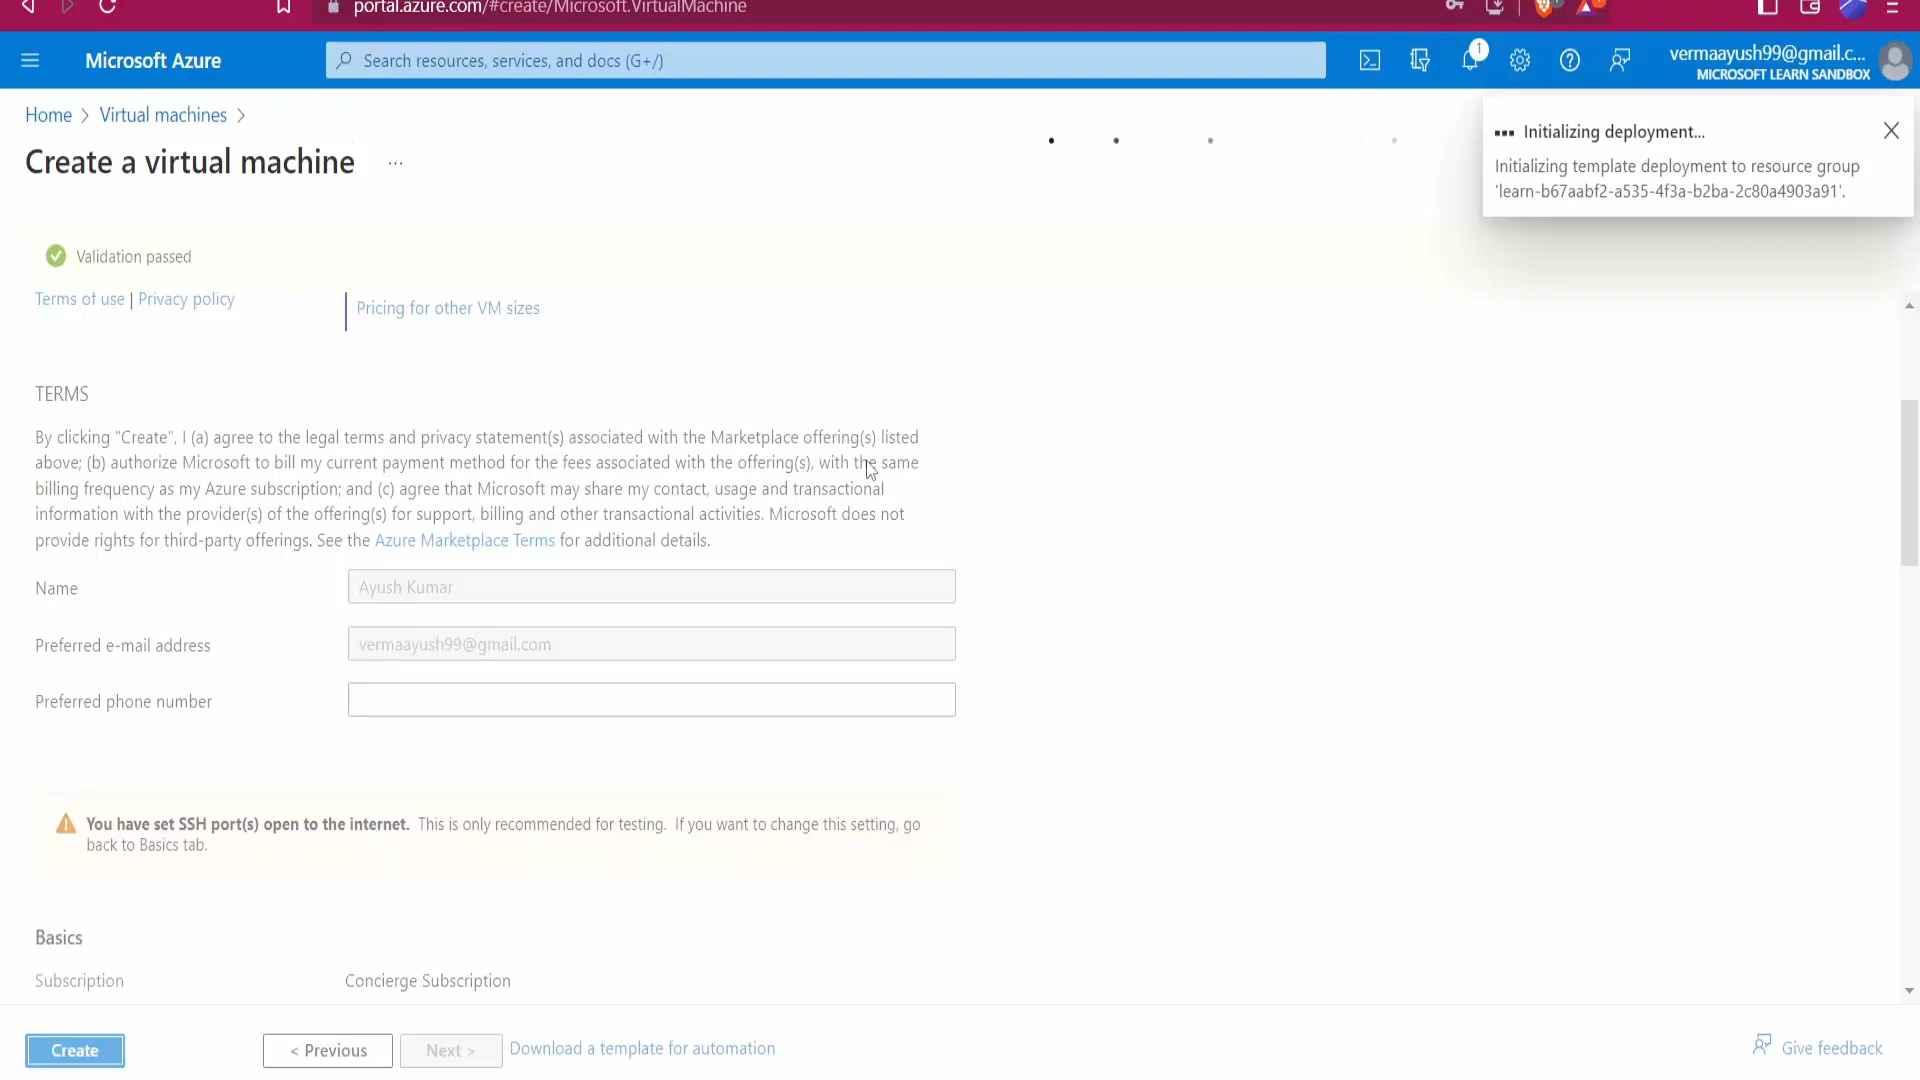 portal.azure.com/#create/Microsoft.VirtualMachine
Microsoft Azure
Search resources, services, and docs (G+/)
1
vermaayush99@gmail.c...
MICROSOFT LEARN SANDBOX
Home > Virtual machines >
Create a virtual machine ...
Initializing deployment...
Initializing template deployment to resource group
'learn-b67aabf2-a535-4f3a-b2ba-2c80a4903a91'.
Validation passed
Terms of use | Privacy policy
Pricing for other VM sizes
TERMS
By clicking "Create", I (a) agree to the legal terms and privacy statement(s) associated with the Marketplace offering(s) listed
above; (b) authorize Microsoft to bill my current payment method for the fees associated with the offering(s), with the same
billing frequency as my Azure subscription; and (c) agree that Microsoft may share my contact, usage and transactional
information with the provider(s) of the offering(s) for support, billing and other transactional activities. Microsoft does not
provide rights for third-party offerings. See the Azure Marketplace Terms for additional details.
Name
Ayush Kumar
Preferred e-mail address
vermaayush99@gmail.com
Preferred phone number
You have set SSH port(s) open to the internet. This is only recommended for testing. If you want to change this setting, go
back to Basics tab.
Basics
Subscription
Concierge Subscription
Create
< Previous
Next >
Download a template for automation
Give feedback